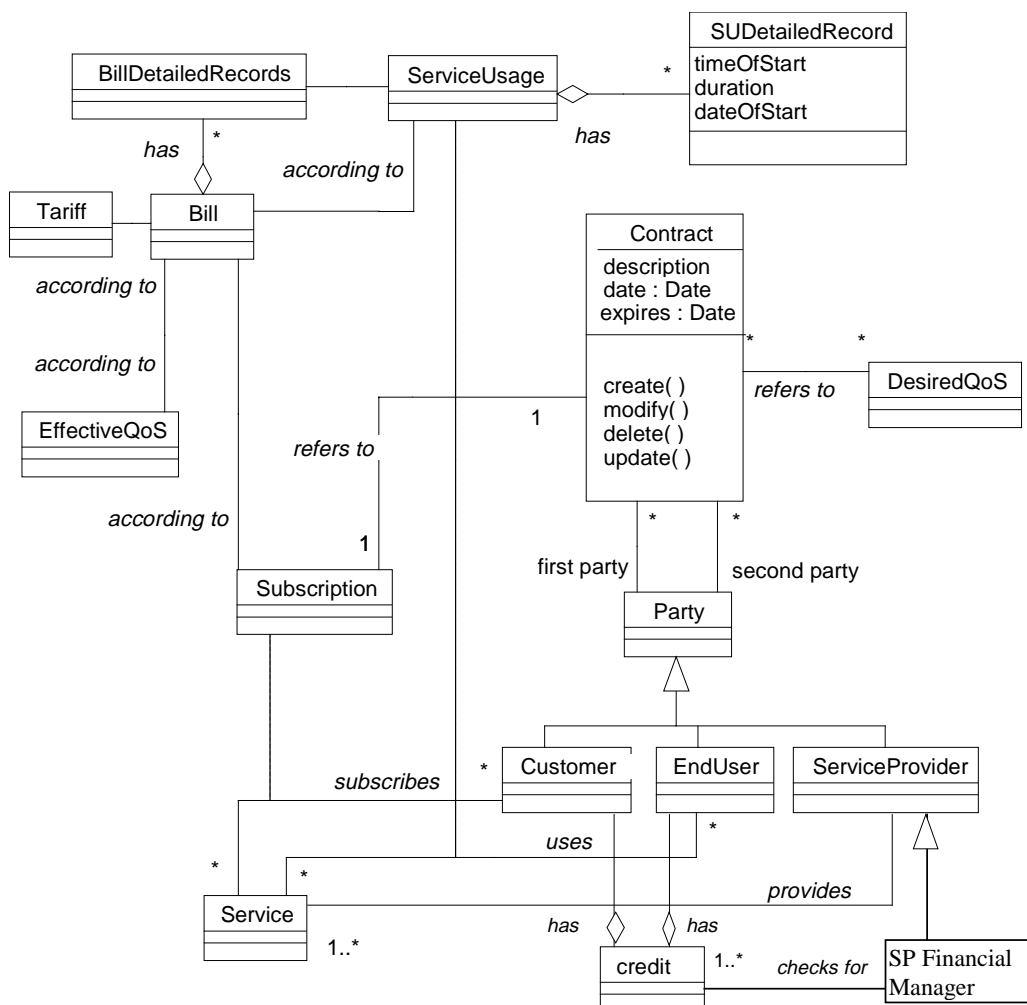 SUDetailedRecord
timeOfStart
duration
dateOfStart
BillDetailedRecords
ServiceUsage
*
has
*
has
according to
Tariff
Bill
Contract
description
date : Date
expires : Date
create( )
modify( )
delete( )
update( )
according to
according to
EffectiveQoS
*
*
refers to
DesiredQoS
1
refers to
according to
1
Subscription
*
*
first party
second party
Party
Customer
EndUser
ServiceProvider
*
subscribes
*
uses
*
*
provides
Service
1..*
has
has
credit
1..*
checks for
SP Financial
Manager